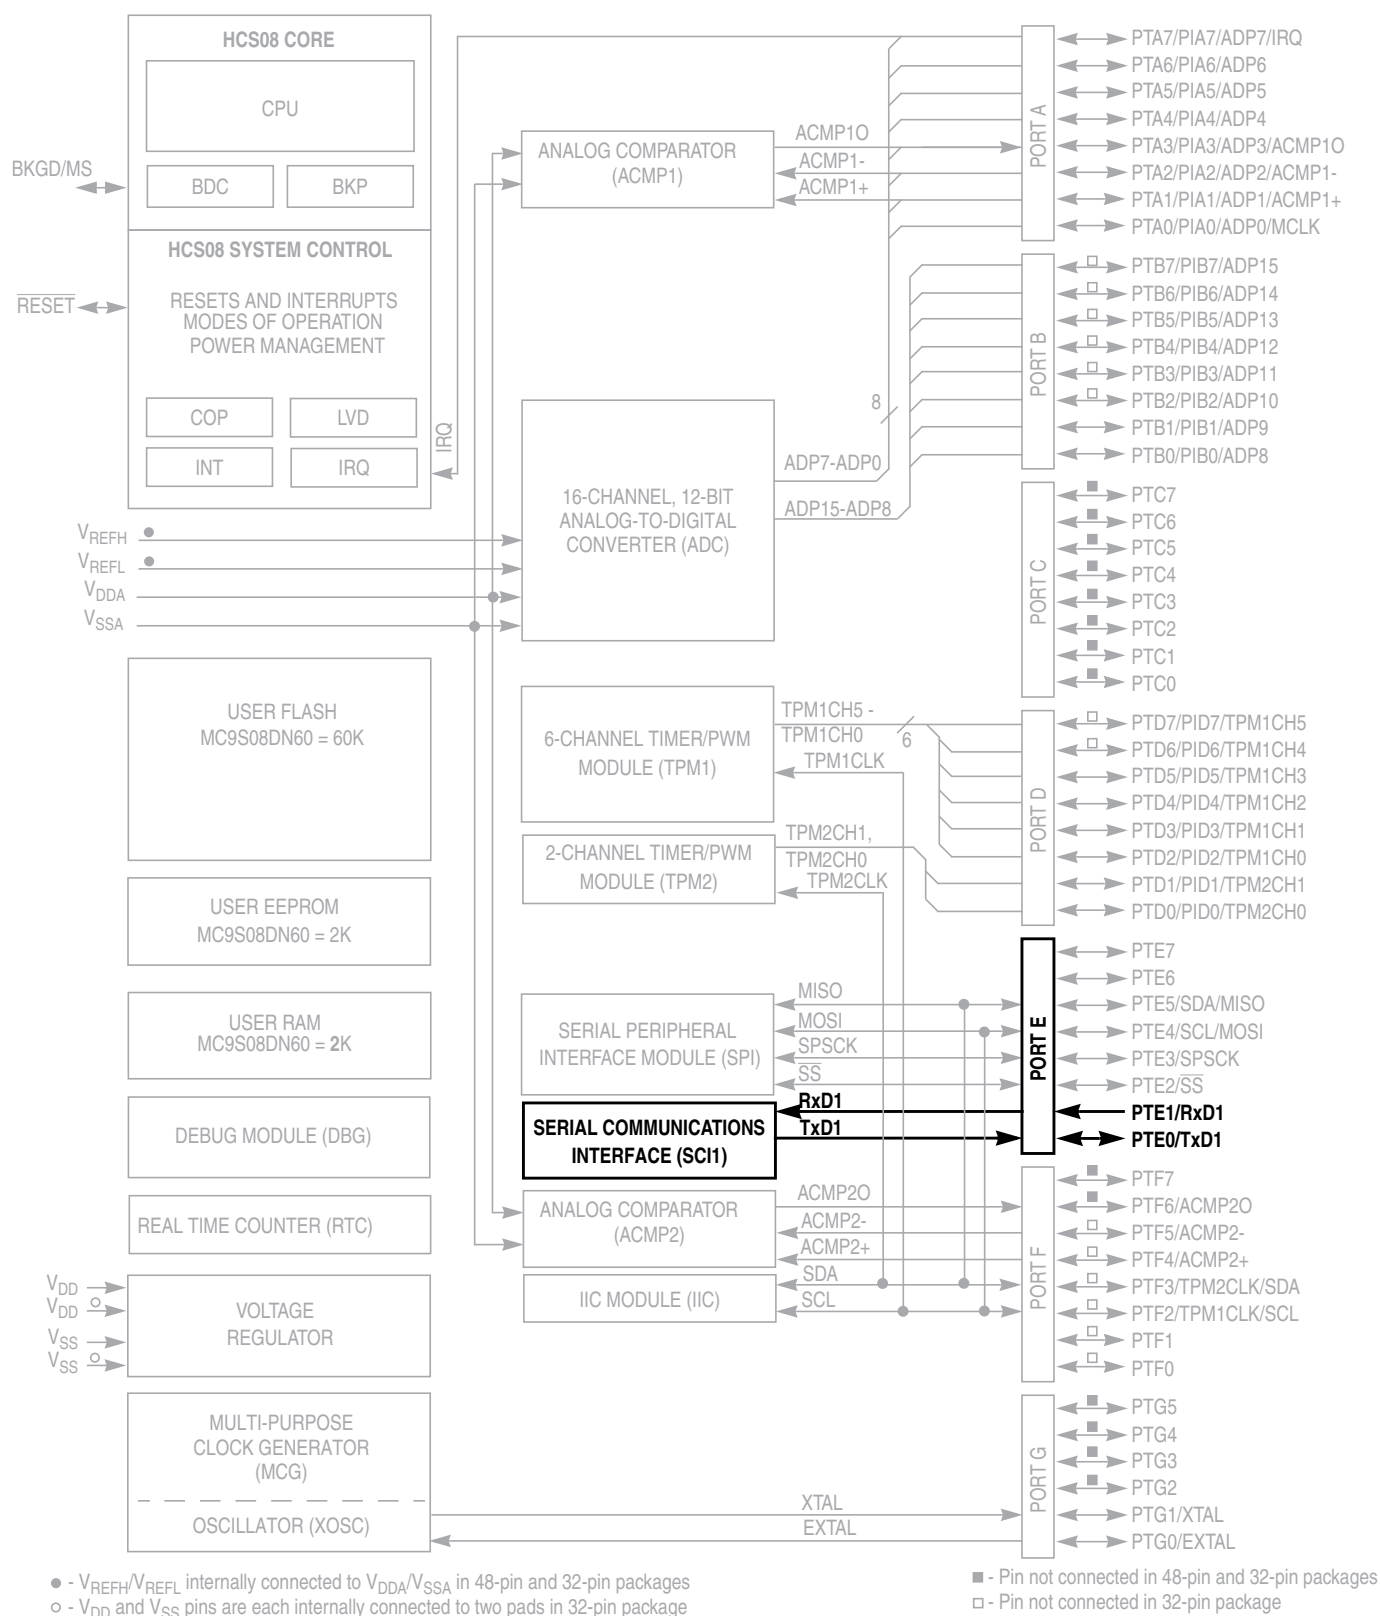 HCS08 CORE
CPU
BDC
BKP
BKGD/MS
HCS08 SYSTEM CONTROL
RESETS AND INTERRUPTS
MODES OF OPERATION
POWER MANAGEMENT
RESET
COP
LVD
INT
IRQ
IRQ
VREFH
VREFL
VDDA
VSSA
USER FLASH
MC9S08DN60 = 60K
USER EEPROM
MC9S08DN60 = 2K
USER RAM
MC9S08DN60 = 2K
DEBUG MODULE (DBG)
REAL TIME COUNTER (RTC)
VDD
VDD
VSS
VSS
VOLTAGE
REGULATOR
MULTI-PURPOSE
CLOCK GENERATOR
(MCG)
OSCILLATOR (XOSC)
ANALOG COMPARATOR
(ACMP1)
ACMP1O
ACMP1-
ACMP1+
16-CHANNEL, 12-BIT
ANALOG-TO-DIGITAL
CONVERTER (ADC)
8
ADP7-ADP0
ADP15-ADP8
6-CHANNEL TIMER/PWM
MODULE (TPM1)
TPM1CH5 -
TPM1CH0
6
TPM1CLK
2-CHANNEL TIMER/PWM
MODULE (TPM2)
TPM2CH1,
TPM2CH0
TPM2CLK
SERIAL PERIPHERAL
INTERFACE MODULE (SPI)
MISO
MOSI
SPSCK
SS
SERIAL COMMUNICATIONS
INTERFACE (SCI1)
RxD1
TxD1
ANALOG COMPARATOR
(ACMP2)
ACMP2O
ACMP2-
ACMP2+
IIC MODULE (IIC)
SDA
SCL
XTAL
EXTAL
PORT A
PTA7/PIA7/ADP7/IRQ
PTA6/PIA6/ADP6
PTA5/PIA5/ADP5
PTA4/PIA4/ADP4
PTA3/PIA3/ADP3/ACMP1O
PTA2/PIA2/ADP2/ACMP1-
PTA1/PIA1/ADP1/ACMP1+
PTA0/PIA0/ADP0/MCLK
PORT B
PTB7/PIB7/ADP15
PTB6/PIB6/ADP14
PTB5/PIB5/ADP13
PTB4/PIB4/ADP12
PTB3/PIB3/ADP11
PTB2/PIB2/ADP10
PTB1/PIB1/ADP9
PTB0/PIB0/ADP8
PORT C
PTC7
PTC6
PTC5
PTC4
PTC3
PTC2
PTC1
PTC0
PORT D
PTD7/PID7/TPM1CH5
PTD6/PID6/TPM1CH4
PTD5/PID5/TPM1CH3
PTD4/PID4/TPM1CH2
PTD3/PID3/TPM1CH1
PTD2/PID2/TPM1CH0
PTD1/PID1/TPM2CH1
PTD0/PID0/TPM2CH0
PORT E
PTE7
PTE6
PTE5/SDA/MISO
PTE4/SCL/MOSI
PTE3/SPSCK
PTE2/SS
PTE1/RxD1
PTE0/TxD1
PORT F
PTF7
PTF6/ACMP2O
PTF5/ACMP2-
PTF4/ACMP2+
PTF3/TPM2CLK/SDA
PTF2/TPM1CLK/SCL
PTF1
PTF0
PORT G
PTG5
PTG4
PTG3
PTG2
PTG1/XTAL
PTG0/EXTAL
● - VREFH/VREFL internally connected to VDDA/VSSA in 48-pin and 32-pin packages
○ - VDD and VSS pins are each internally connected to two pads in 32-pin package
■ - Pin not connected in 48-pin and 32-pin packages
□ - Pin not connected in 32-pin package